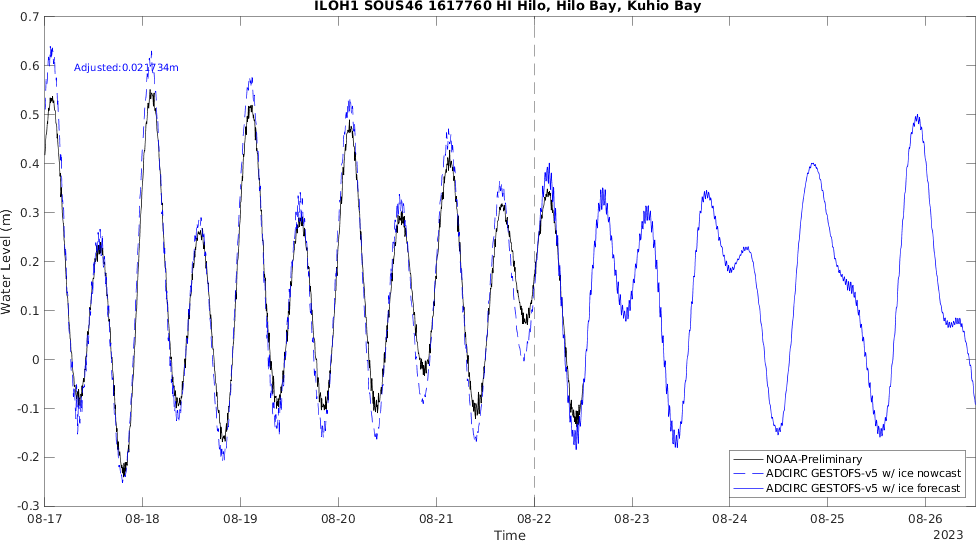 ILOH1 SOUS46 1617760 HI Hilo, Hilo Bay, Kuhio Bay
0.7
0.6
0.5
0.4
0.3
0.2
0.1
0
-0.1
-0.2
-0.3
Water Level (m)
Adjusted:0.021734m
NOAA-Preliminary
ADCIRC GESTOFS-v5 w/ ice nowcast
ADCIRC GESTOFS-v5 w/ ice forecast
08-17 08-18 08-19 08-20 08-21 08-22 08-23 08-24 08-25 08-26
Time
2023